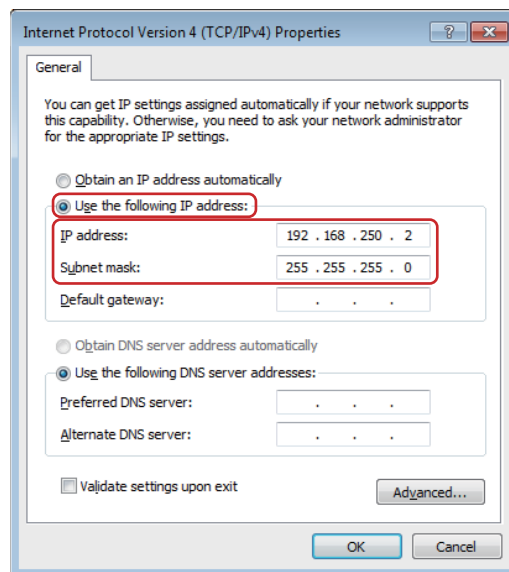 Internet Protocol Version 4 (TCP/IPv4) Properties
General
You can get IP settings assigned automatically if your network supports
this capability. Otherwise, you need to ask your network administrator
for the appropriate IP settings.
Obtain an IP address automatically
Use the following IP address:
IP address: 192 . 168 . 250 . 2
Subnet mask: 255 . 255 . 255 . 0
Default gateway: . . .
Obtain DNS server address automatically
Use the following DNS server addresses:
Preferred DNS server: . . .
Alternate DNS server: . . .
Validate settings upon exit
Advanced...
OK Cancel